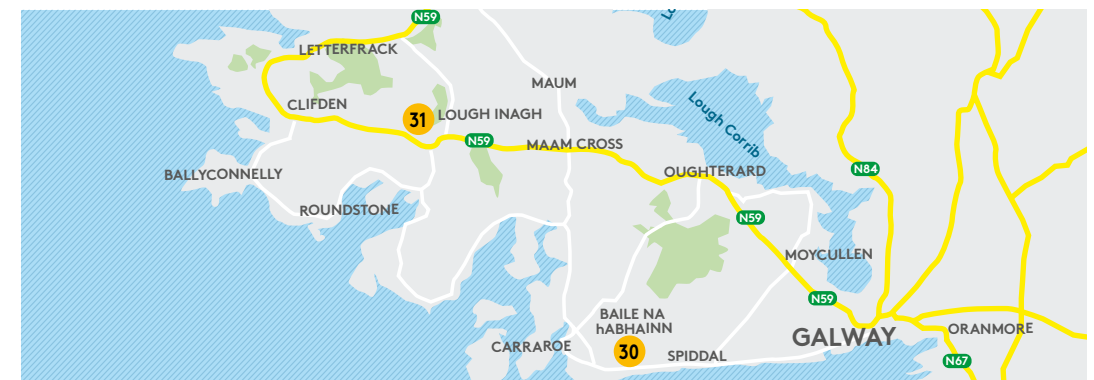 N59
LETTERFRACK
MAUM
CLIFDEN
31
LOUGH INAGH
Lough Corrib
N59
MAAM CROSS
BALLYCONNELLY
OUGHTERARD
N84
ROUNDSTONE
N59
MOYCULLEN
N59
BAILE NA
hABHAINN
GALWAY
ORANMORE
CARRAROE
30
SPIDDAL
N67